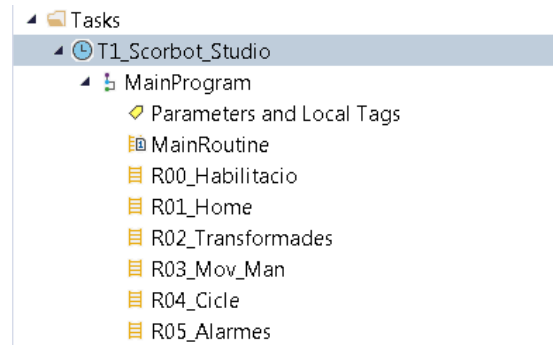 Tasks
T1_Scorbot_Studio
MainProgram
Parameters and Local Tags
MainRoutine
R00_Habilitacio
R01_Home
R02_Transformades
R03_Mov_Man
R04_Cicle
R05_Alarmes